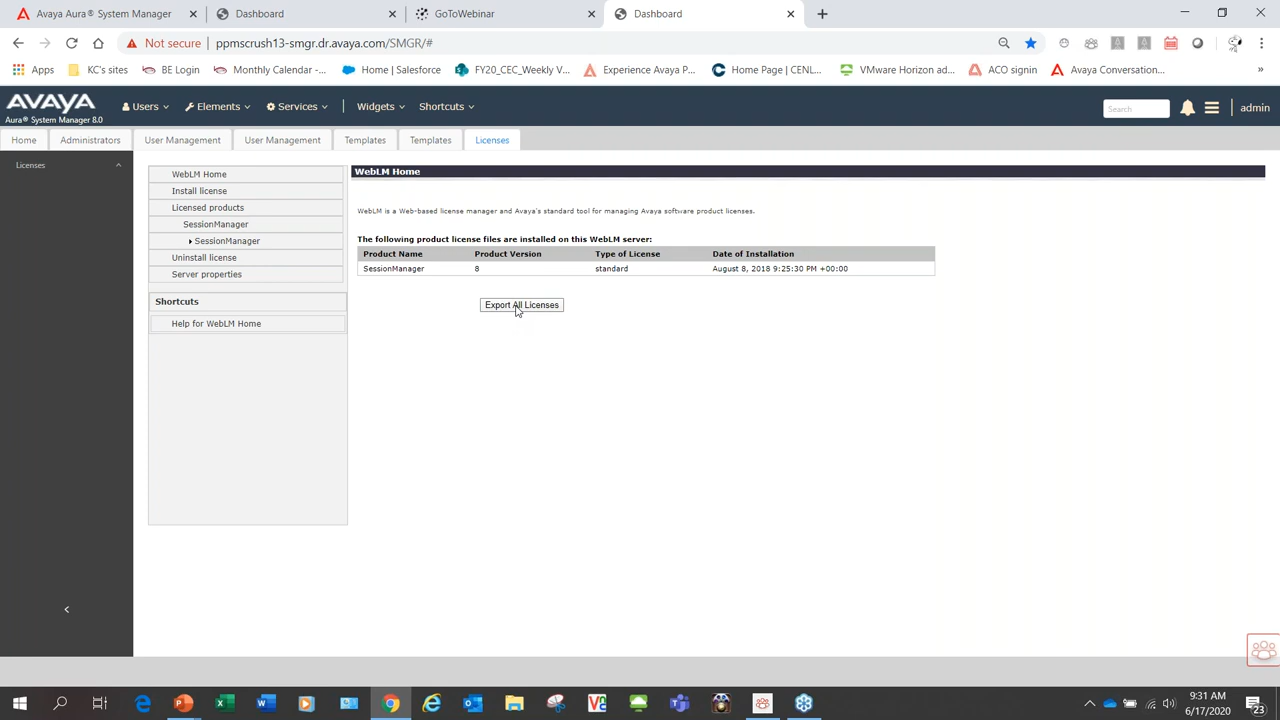 Avaya Aura® System Manager
Dashboard
GoToWebinar
Dashboard
Not secure
ppmscrush13-smgr.dr.avaya.com/SMGR/#
Apps
KC's sites
BE Login
Monthly Calendar -...
Home | Salesforce
FY20_CEC_Weekly V...
Experience Avaya P...
Home Page | CENL...
VMware Horizon ad...
ACO signin
Avaya Conversation...
»
AVAYA
Aura® System Manager 8.0
Users
Elements
Services
Widgets
Shortcuts
Search
admin
Home
Administrators
User Management
User Management
Templates
Templates
Licenses
Licenses
WebLM Home
Install license
Licensed products
SessionManager
SessionManager
Uninstall license
Server properties
Shortcuts
Help for WebLM Home
WebLM Home
WebLM is a Web-based license manager and Avaya's standard tool for managing Avaya software product licenses.
The following product license files are installed on this WebLM server:
Product Name Product Version Type of License Date of Installation
SessionManager 8 standard August 8, 2018 9:25:30 PM +00:00
Export All Licenses
9:31 AM
6/17/2020
23